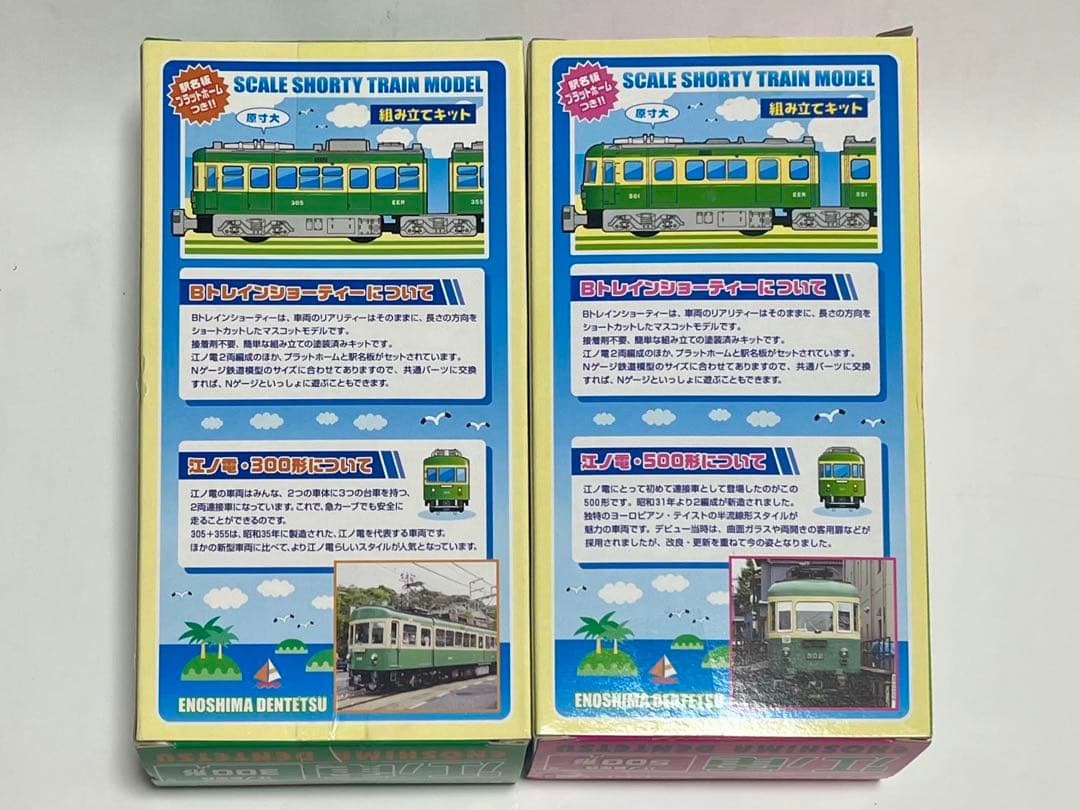 駅名板
プラットホーム
つき!!
SCALE SHORTY TRAIN MODEL
組み立てキット
原寸大
305
EER
355
Bトレインショーティーについて
Bトレインショーティーは、車両のリアリティーはそのままに、長さの方向を
ショートカットしたマスコットモデルです。
接着剤不要、簡単な組み立ての塗装済みキットです。
江ノ電2両編成のほか、プラットホームと駅名板がセットされています。
Nゲージ鉄道模型のサイズに合わせてありますので、共通パーツに交換
すれば、Nゲージといっしょに遊ぶこともできます。
江ノ電・300形について
江ノ電の車両はみんな、2つの車体に3つの台車を持つ、
2両連接車になっています。これで、急カーブでも安全に
走ることができるのです。
305+355は、昭和35年に製造された、江ノ電を代表する車両です。
ほかの新型車両に比べて、より江ノ電らしいスタイルが人気となっています。
ENOSHIMA DENTETSU
ENOSHIMA DENTETSU
江ノ電
300形
駅名板
プラットホーム
つき!!
SCALE SHORTY TRAIN MODEL
組み立てキット
原寸大
501
EER
551
Bトレインショーティーについて
Bトレインショーティーは、車両のリアリティーはそのままに、長さの方向を
ショートカットしたマスコットモデルです。
接着剤不要、簡単な組み立ての塗装済みキットです。
江ノ電2両編成のほか、プラットホームと駅名板がセットされています。
Nゲージ鉄道模型のサイズに合わせてありますので、共通パーツに交換
すれば、Nゲージといっしょに遊ぶこともできます。
江ノ電・500形について
江ノ電にとって初めて連接車として登場したのがこの
500形です。昭和31年より2編成が新造されました。
独特のヨーロピアン・テイストの半流線形スタイルが
魅力の車両です。デビュー当時は、曲面ガラスや両開きの客用扉などが
採用されましたが、改良・更新を重ねて今の姿となりました。
502
ENOSHIMA DENTETSU
ENOSHIMA DENTETSU
江ノ電
500形